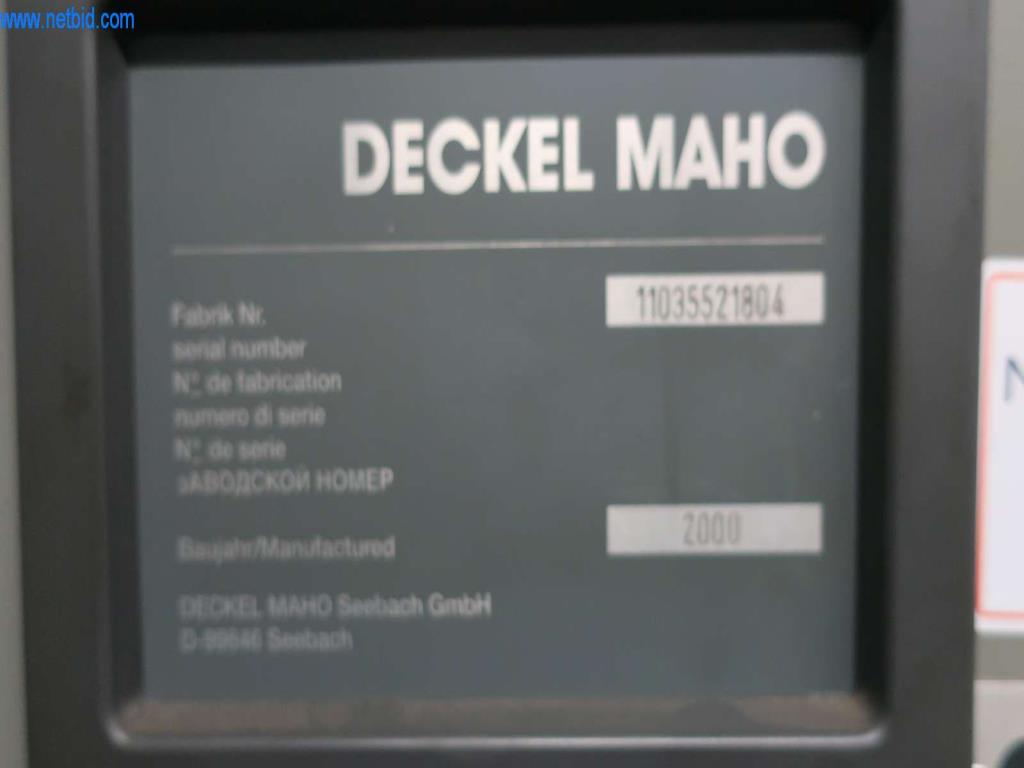 www.netbid.com
DECKEL MAHO
Fabrik Nr.
11035521804
serial number
N° de fabrication
numero di serie
N° de serie
зАВОДСКОЙ НОМЕР
Baujahr/Manufactured
2000
DECKEL MAHO Seebach GmbH
D-99846 Seebach
N